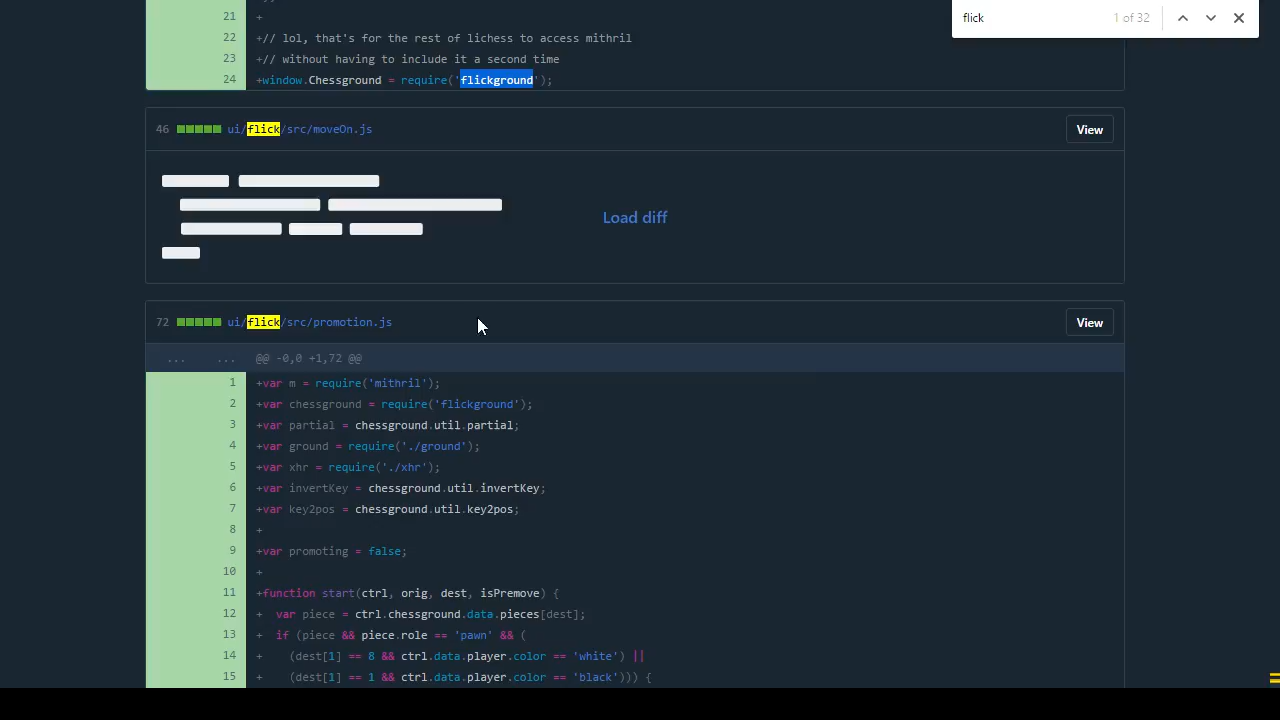 flick 1 of 32
21 +
22 +// lol, that's for the rest of lichess to access mithril
23 +// without having to include it a second time
24 +window.Chessground = require('flickground');
46 ui/flick/src/moveOn.js View
Load diff
72 ui/flick/src/promotion.js View
... ... @@ -0,0 +1,72 @@
1 +var m = require('mithril');
2 +var chessground = require('flickground');
3 +var partial = chessground.util.partial;
4 +var ground = require('./ground');
5 +var xhr = require('./xhr');
6 +var invertKey = chessground.util.invertKey;
7 +var key2pos = chessground.util.key2pos;
8 +
9 +var promoting = false;
10 +
11 +function start(ctrl, orig, dest, isPremove) {
12 +  var piece = ctrl.chessground.data.pieces[dest];
13 +  if (piece && piece.role == 'pawn' && (
14 +    (dest[1] == 8 && ctrl.data.player.color == 'white') ||
15 +    (dest[1] == 1 && ctrl.data.player.color == 'black'))) {